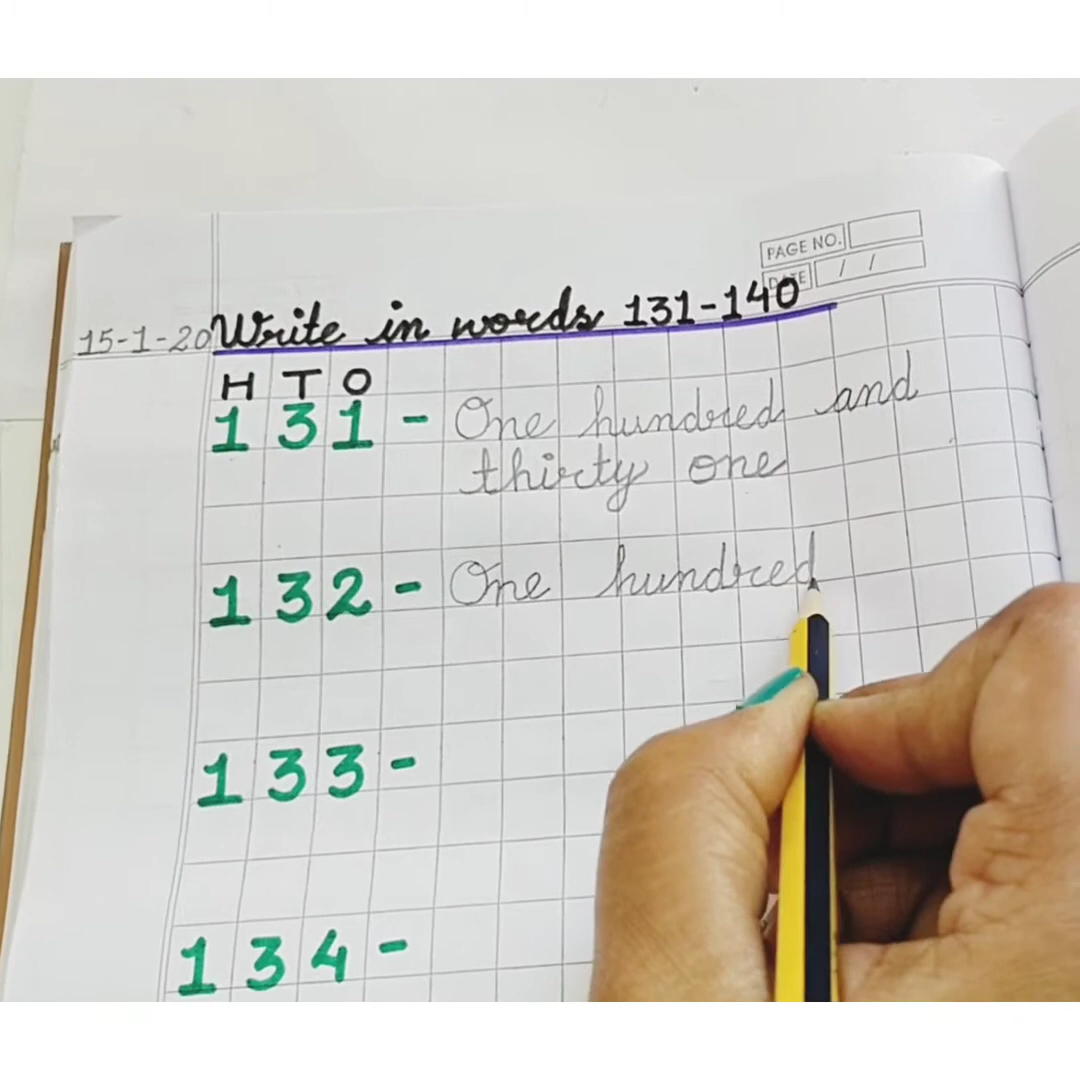 PAGE NO.
DATE / /
15-1-20 Write in words 131-140
H T O
131 - One hundred and
thirty one
132 - One hundred
133 -
134 -